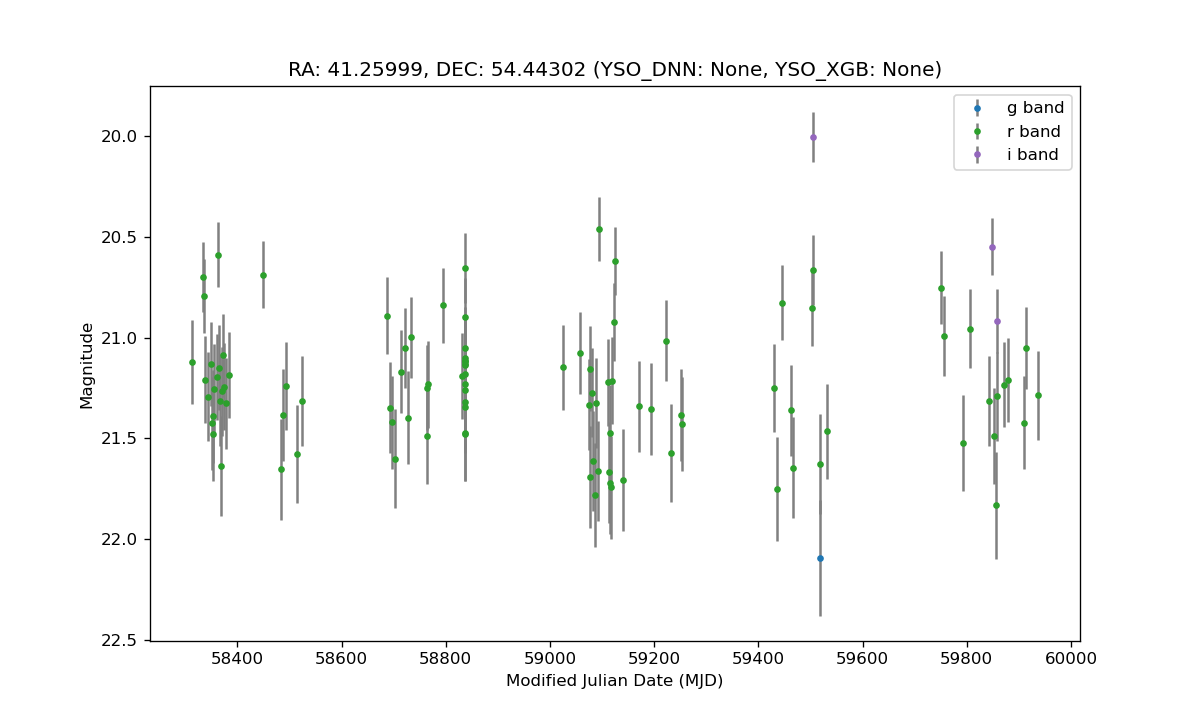 RA: 41.25999, DEC: 54.44302 (YSO_DNN: None, YSO_XGB: None)
g band
r band
i band
Magnitude
20.0
20.5
21.0
21.5
22.0
22.5
58400 58600 58800 59000 59200 59400 59600 59800 60000
Modified Julian Date (MJD)